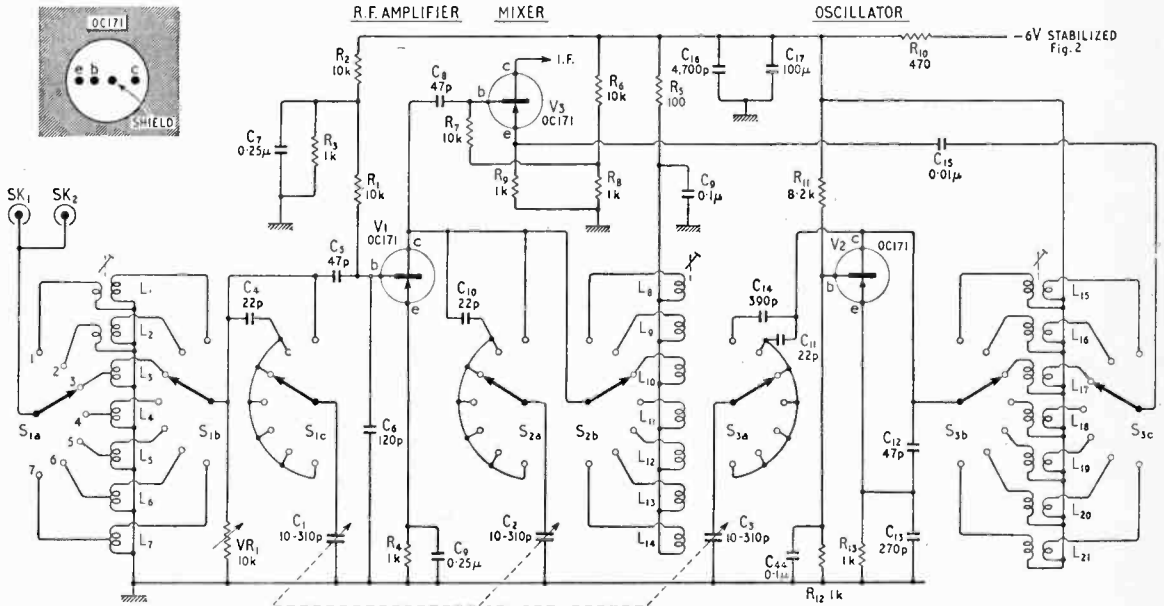 R.F. AMPLIFIER
MIXER
OSCILLATOR
OC171
e b c
SHIELD
R2
10k
C8
47p
c
I.F.
b
V3
OC171
e
R7
10k
R6
10k
R5
100
C16
4,700p
C17
100μ
R10
470
-6V STABILIZED
Fig. 2
C7
0·25μ
R3
1k
R1
10k
R9
1k
R8
1k
C9
0·1μ
R11
8.2k
C15
0·01μ
SK1
SK2
V1
OC171
c
b
e
C5
47p
C4
22p
C10
22p
C14
390p
C11
22p
V2
OC171
c
b
e
L1
L2
L3
L4
L5
L6
L7
1
2
3
4
5
6
7
S1a
S1b
S1c
C6
120p
S2a
S2b
L8
L9
L10
L11
L12
L13
L14
S3a
S3b
S3c
L15
L16
L17
L18
L19
L20
L21
C12
47p
VR1
10k
C1
10-310p
R4
1k
C9
0·25μ
C2
10-310p
C3
10-310p
C44
0·1μ
R12 1k
R13
1k
C13
270p